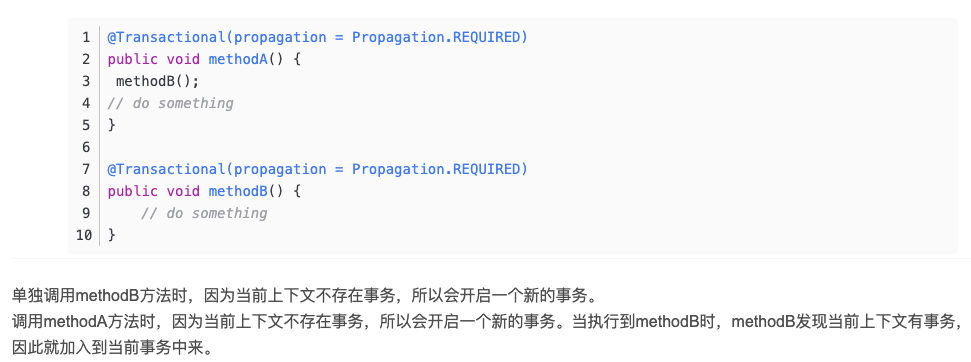 1 @Transactional(propagation = Propagation.REQUIRED)
2 public void methodA() {
3  methodB();
4 // do something
5 }
6
7 @Transactional(propagation = Propagation.REQUIRED)
8 public void methodB() {
9     // do something
10 }
单独调用methodB方法时，因为当前上下文不存在事务，所以会开启一个新的事务。
调用methodA方法时，因为当前上下文不存在事务，所以会开启一个新的事务。当执行到methodB时，methodB发现当前上下文有事务，
因此就加入到当前事务中来。